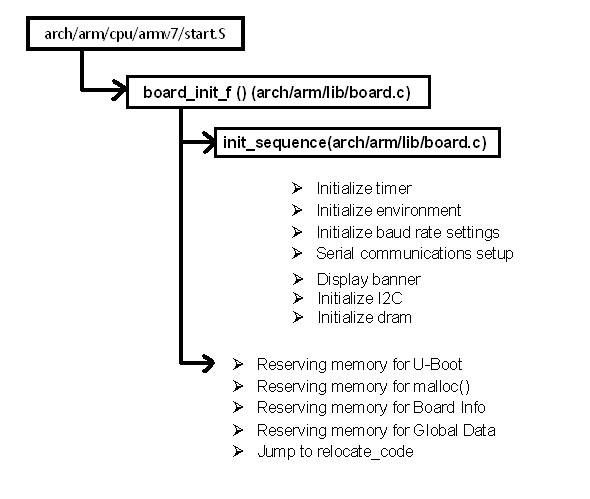 arch/arm/cpu/armv7/start.S
board_init_f () (arch/arm/lib/board.c)
init_sequence(arch/arm/lib/board.c)
Initialize timer
Initialize environment
Initialize baud rate settings
Serial communications setup
Display banner
Initialize I2C
Initialize dram
Reserving memory for U-Boot
Reserving memory for malloc()
Reserving memory for Board Info
Reserving memory for Global Data
Jump to relocate_code